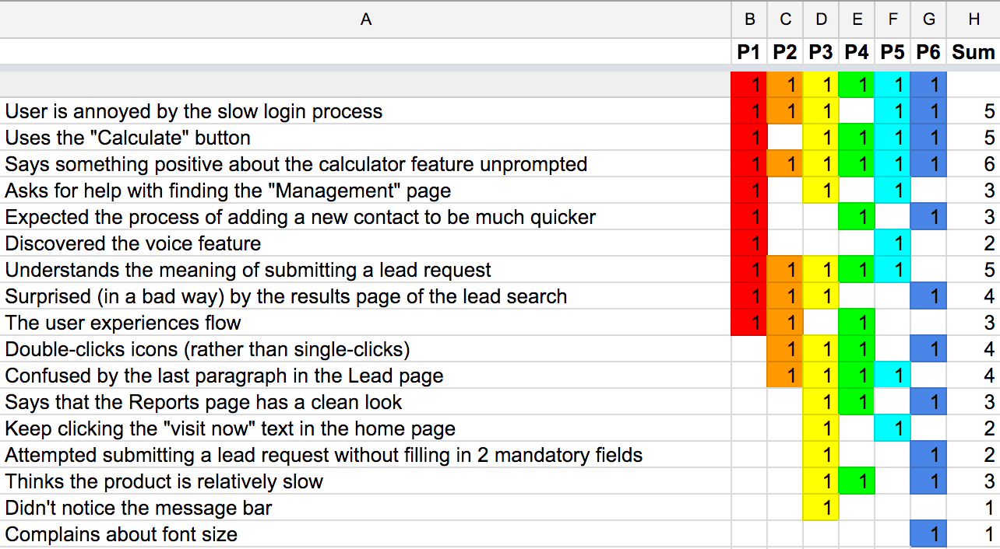 A B C D E F G H
P1 P2 P3 P4 P5 P6 Sum
1 1 1 1 1 1
User is annoyed by the slow login process 1 1 1 1 1 5
Uses the "Calculate" button 1 1 1 1 1 5
Says something positive about the calculator feature unprompted 1 1 1 1 1 1 6
Asks for help with finding the "Management" page 1 1 1 3
Expected the process of adding a new contact to be much quicker 1 1 1 3
Discovered the voice feature 1 1 2
Understands the meaning of submitting a lead request 1 1 1 1 1 5
Surprised (in a bad way) by the results page of the lead search 1 1 1 1 4
The user experiences flow 1 1 1 3
Double-clicks icons (rather than single-clicks) 1 1 1 1 4
Confused by the last paragraph in the Lead page 1 1 1 1 4
Says that the Reports page has a clean look 1 1 1 3
Keep clicking the "visit now" text in the home page 1 1 2
Attempted submitting a lead request without filling in 2 mandatory fields 1 1 2
Thinks the product is relatively slow 1 1 1 3
Didn't notice the message bar 1 1
Complains about font size 1 1